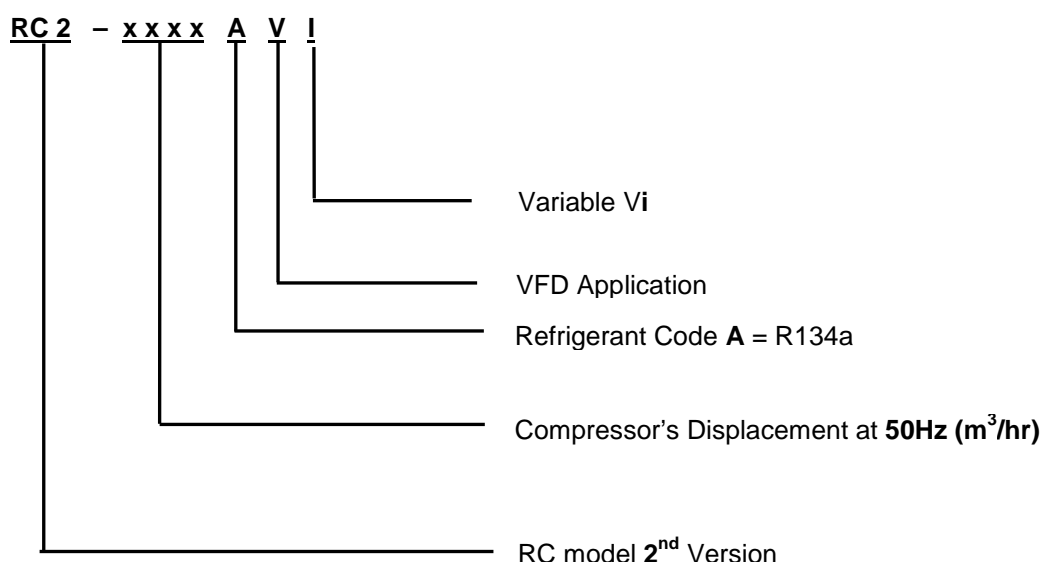 RC 2 – x x x x A V I
Variable Vi
VFD Application
Refrigerant Code A = R134a
Compressor's Displacement at 50Hz (m³/hr)
RC model 2nd Version